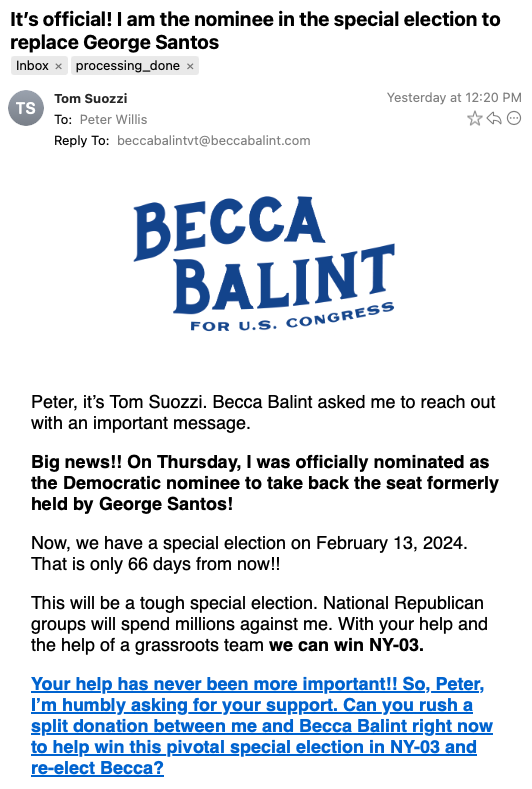 It’s official! I am the nominee in the special election to
replace George Santos
Inbox × processing_done ×
TS
Tom Suozzi
Yesterday at 12:20 PM
To: Peter Willis
Reply To: beccabalintvt@beccabalint.com
BECCA
BALINT
FOR U.S. CONGRESS
Peter, it’s Tom Suozzi. Becca Balint asked me to reach out
with an important message.
Big news!! On Thursday, I was officially nominated as
the Democratic nominee to take back the seat formerly
held by George Santos!
Now, we have a special election on February 13, 2024.
That is only 66 days from now!!
This will be a tough special election. National Republican
groups will spend millions against me. With your help and
the help of a grassroots team we can win NY-03.
Your help has never been more important!! So, Peter,
I’m humbly asking for your support. Can you rush a
split donation between me and Becca Balint right now
to help win this pivotal special election in NY-03 and
re-elect Becca?